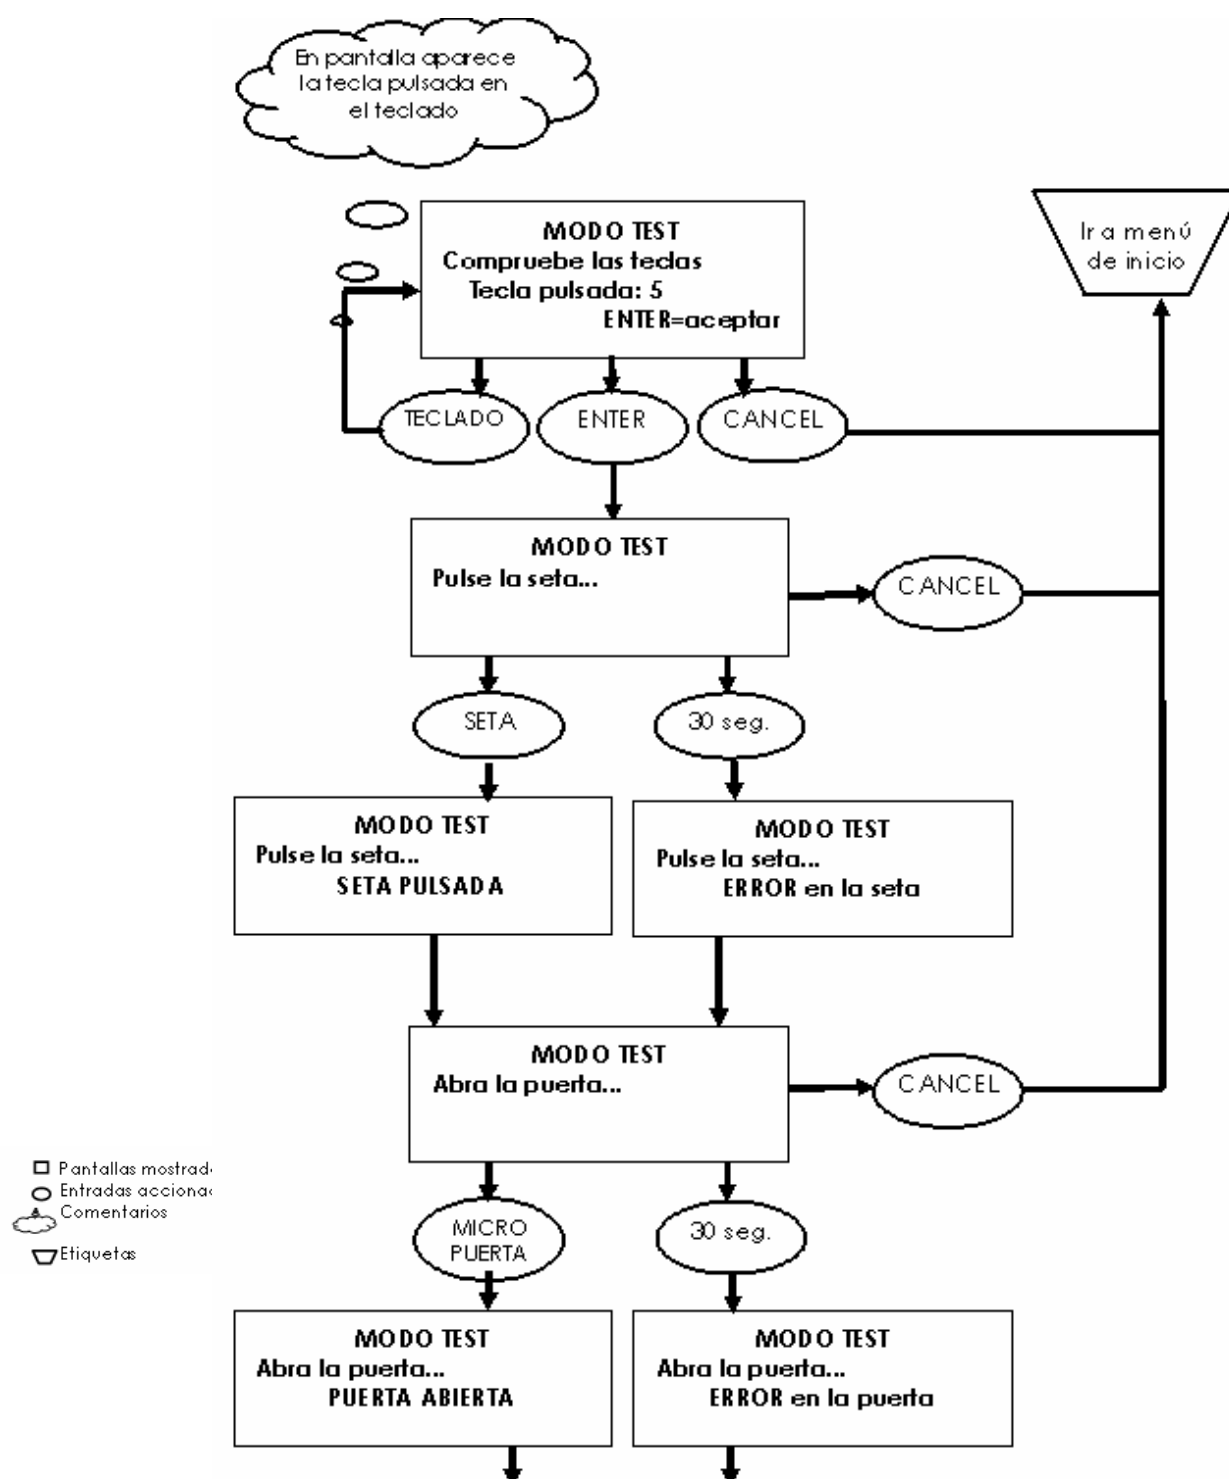 En pantalla aparece
la tecla pulsada en
el teclado
MODO TEST
Compruebe las teclas
Tecla pulsada: 5
ENTER=aceptar
Ir a menú
de inicio
TECLADO
ENTER
CANCEL
MODO TEST
Pulse la seta...
CANCEL
SETA
30 seg.
MODO TEST
Pulse la seta...
SETA PULSADA
MODO TEST
Pulse la seta...
ERROR en la seta
MODO TEST
Abra la puerta...
CANCEL
Pantallas
Entradas
Comentarios
Etiquetas
MICRO
PUERTA
30 seg.
MODO TEST
Abra la puerta...
PUERTA ABIERTA
MODO TEST
Abra la puerta...
ERROR en la puerta